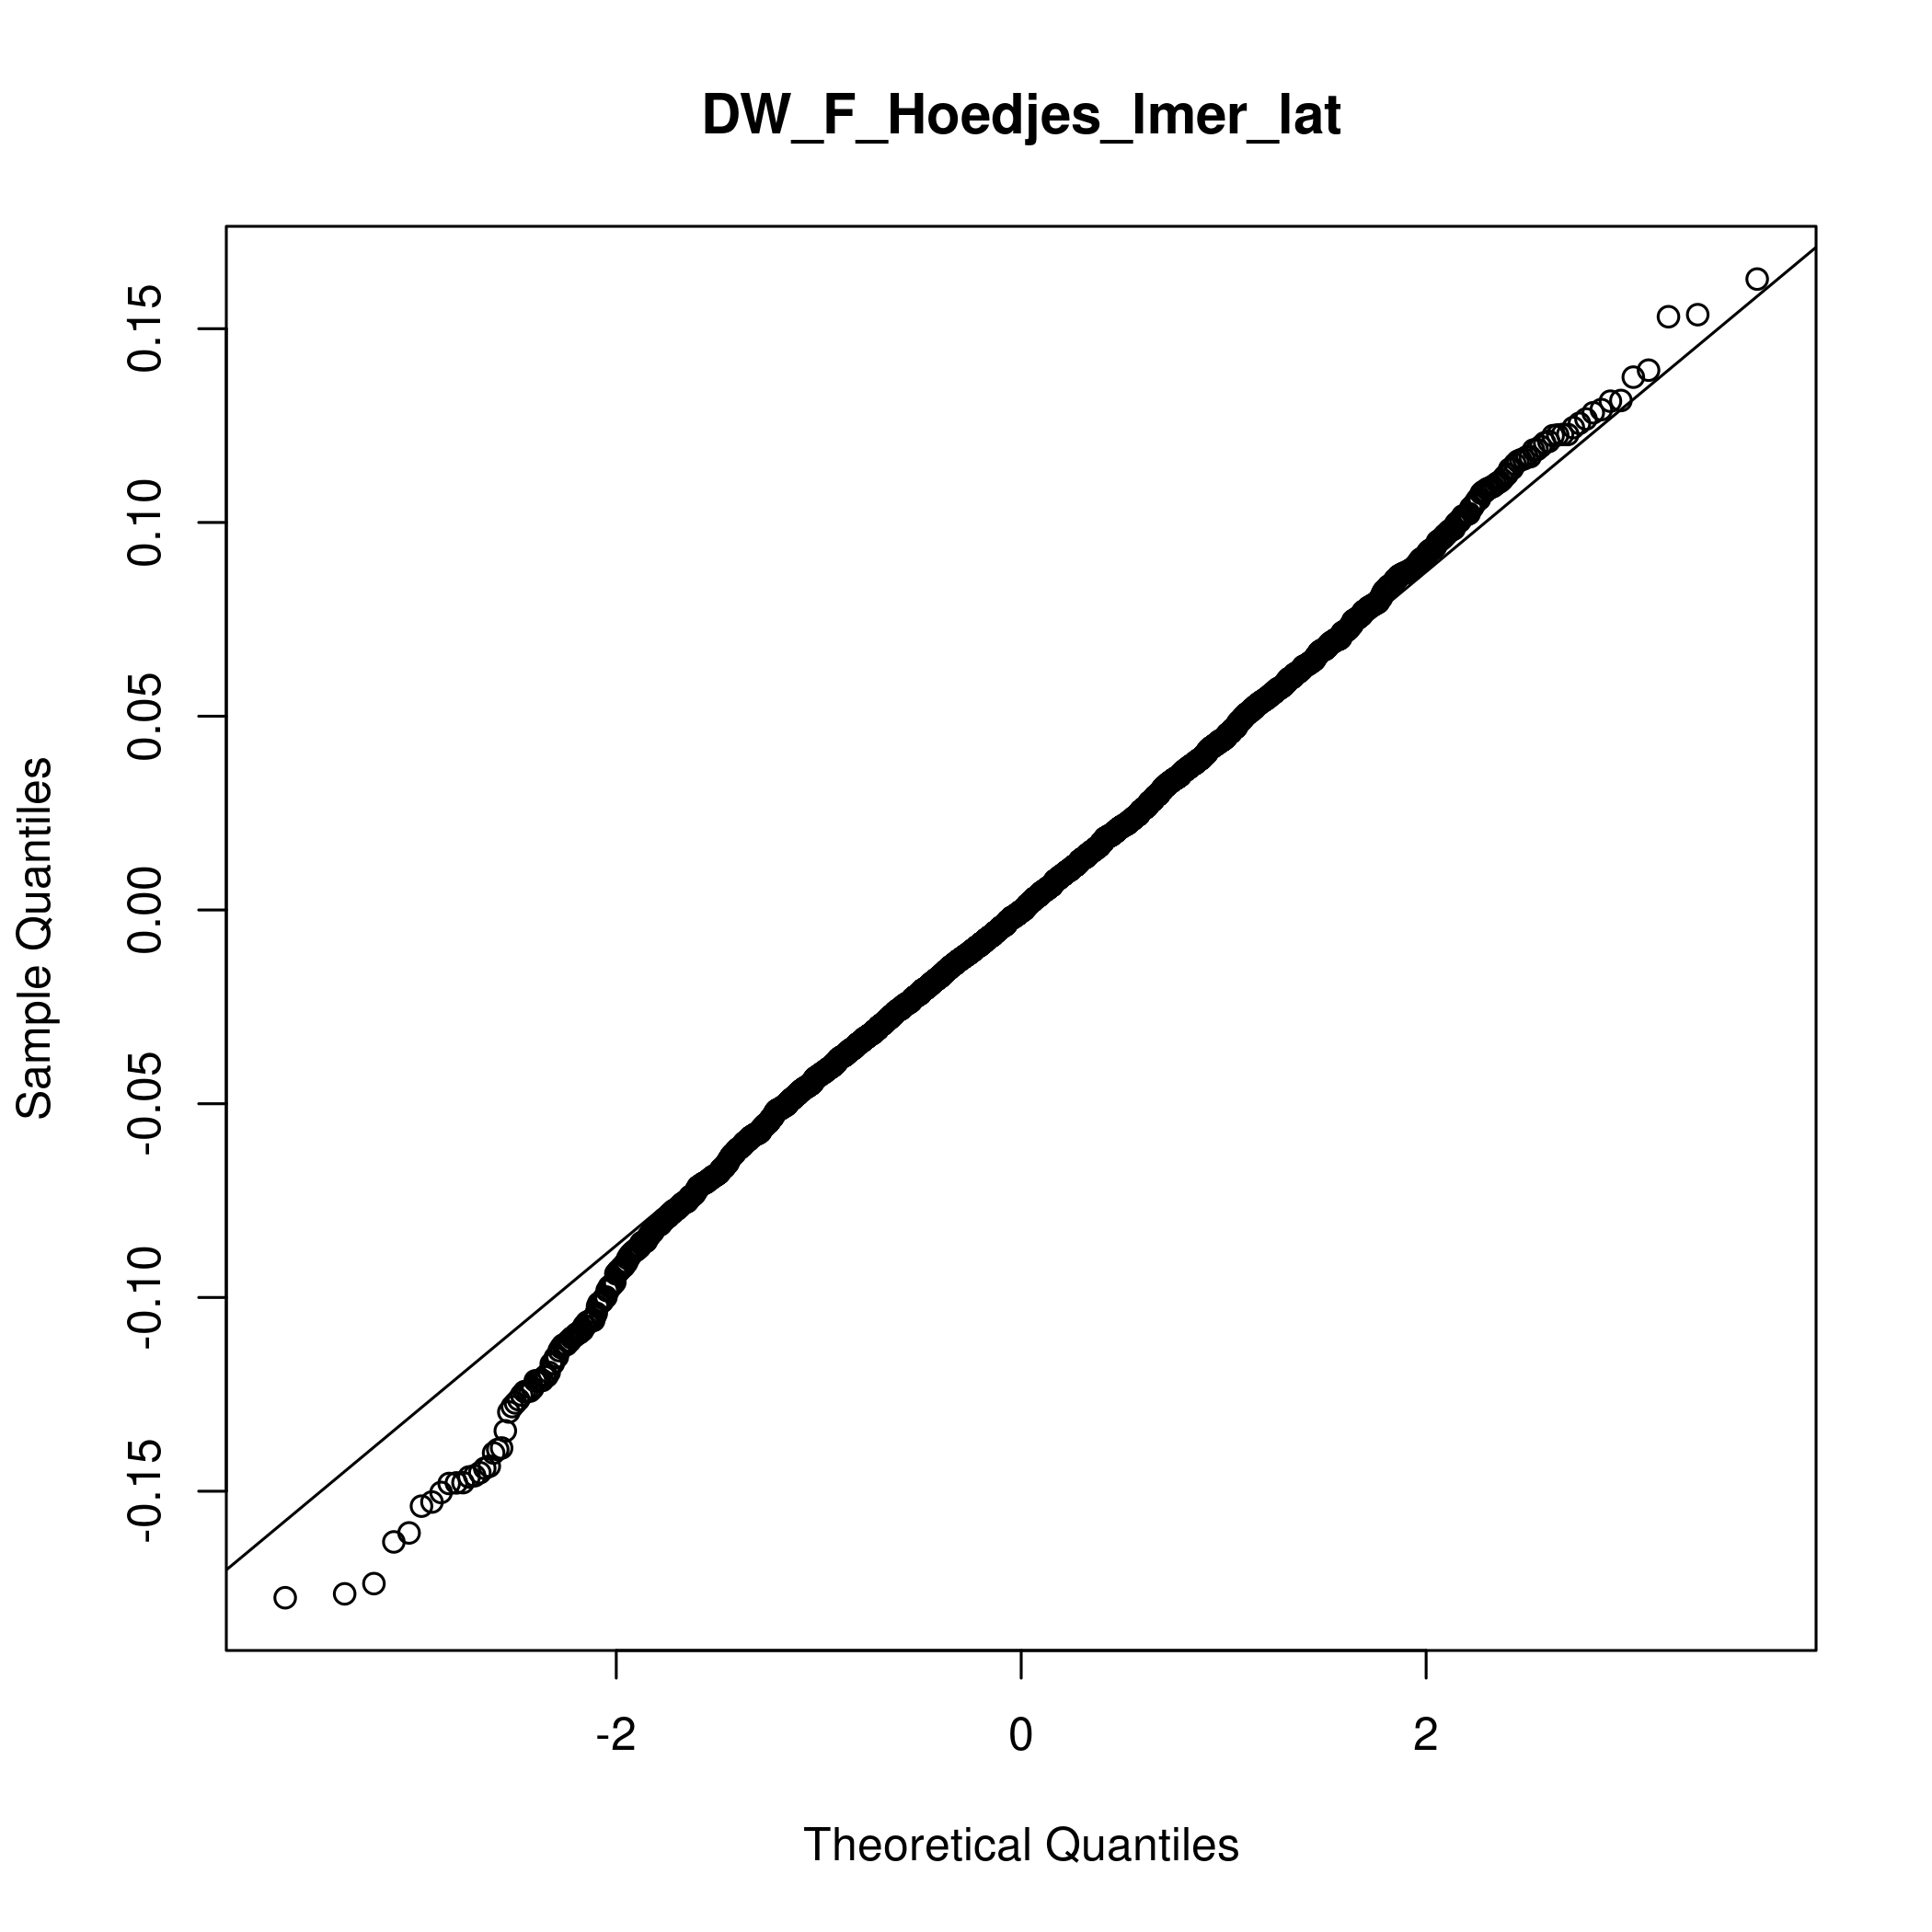 DW_F_Hoedjes_lmer_lat
Sample Quantiles
0.15
0.10
0.05
0.00
-0.05
-0.10
-0.15
-2 0 2
Theoretical Quantiles